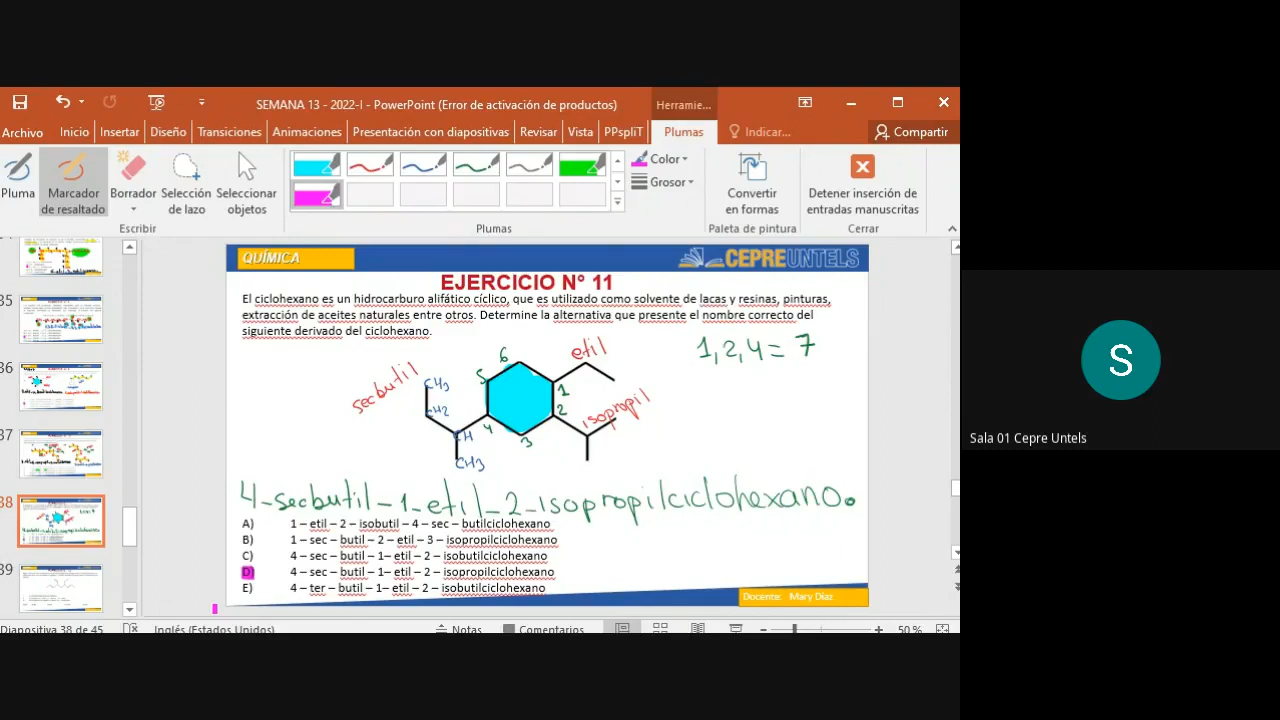 SEMANA 13 - 2022-I - PowerPoint (Error de activación de productos)
Herramie...
Archivo Inicio Insertar Diseño Transiciones Animaciones Presentación con diapositivas Revisar Vista PPspliT Plumas Indicar... Compartir
Pluma
Marcador de resaltado
Borrador
Selección de lazo
Seleccionar objetos
Color
Grosor
Convertir en formas
Detener inserción de entradas manuscritas
Escribir
Plumas
Paleta de pintura
Cerrar
35
36
37
38
39
QUÍMICA
CEPREUNTELS
EJERCICIO N° 11
El ciclohexano es un hidrocarburo alifático cíclico, que es utilizado como solvente de lacas y resinas, pinturas,
extracción de aceites naturales entre otros. Determine la alternativa que presente el nombre correcto del
siguiente derivado del ciclohexano.
1,2,4 = 7
etil
secbutil
isopropil
6
5
1
2
4
3
CH3
CH2
CH
CH3
4-secbutil-1-etil-2-isopropilciclohexano.
A) 1 – etil – 2 – isobutil – 4 – sec – butilciclohexano
B) 1 – sec – butil – 2 – etil – 3 – isopropilciclohexano
C) 4 – sec – butil – 1– etil – 2 – isobutilciclohexano
D) 4 – sec – butil – 1– etil – 2 – isopropilciclohexano
E) 4 – ter – butil – 1– etil – 2 – isobutilciclohexano
Docente: Mary Díaz
Diapositiva 38 de 45
Inglés (Estados Unidos)
Notas
Comentarios
50 %
S
Sala 01 Cepre Untels